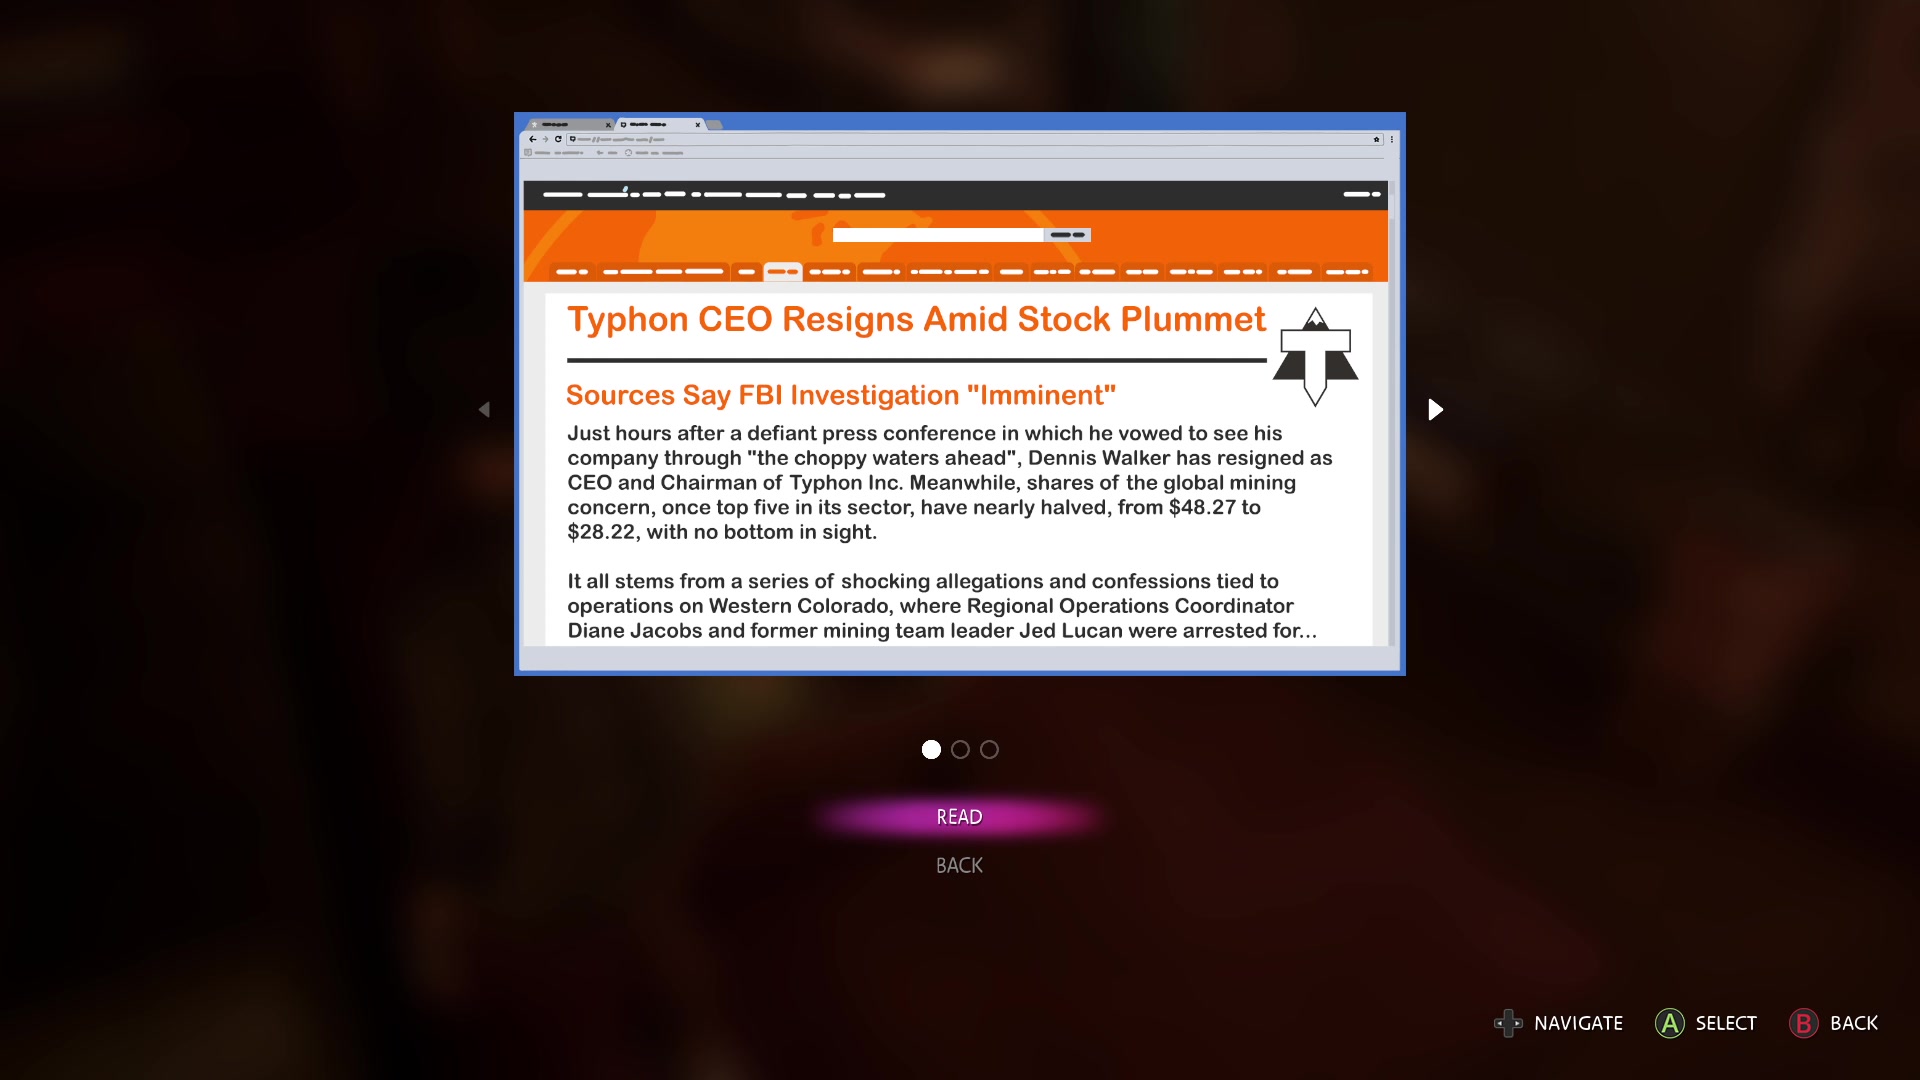 Typhon CEO Resigns Amid Stock Plummet
Sources Say FBI Investigation "Imminent"
Just hours after a defiant press conference in which he vowed to see his
company through "the choppy waters ahead", Dennis Walker has resigned as
CEO and Chairman of Typhon Inc. Meanwhile, shares of the global mining
concern, once top five in its sector, have nearly halved, from $48.27 to
$28.22, with no bottom in sight.
It all stems from a series of shocking allegations and confessions tied to
operations on Western Colorado, where Regional Operations Coordinator
Diane Jacobs and former mining team leader Jed Lucan were arrested for...
READ
BACK
NAVIGATE A SELECT B BACK